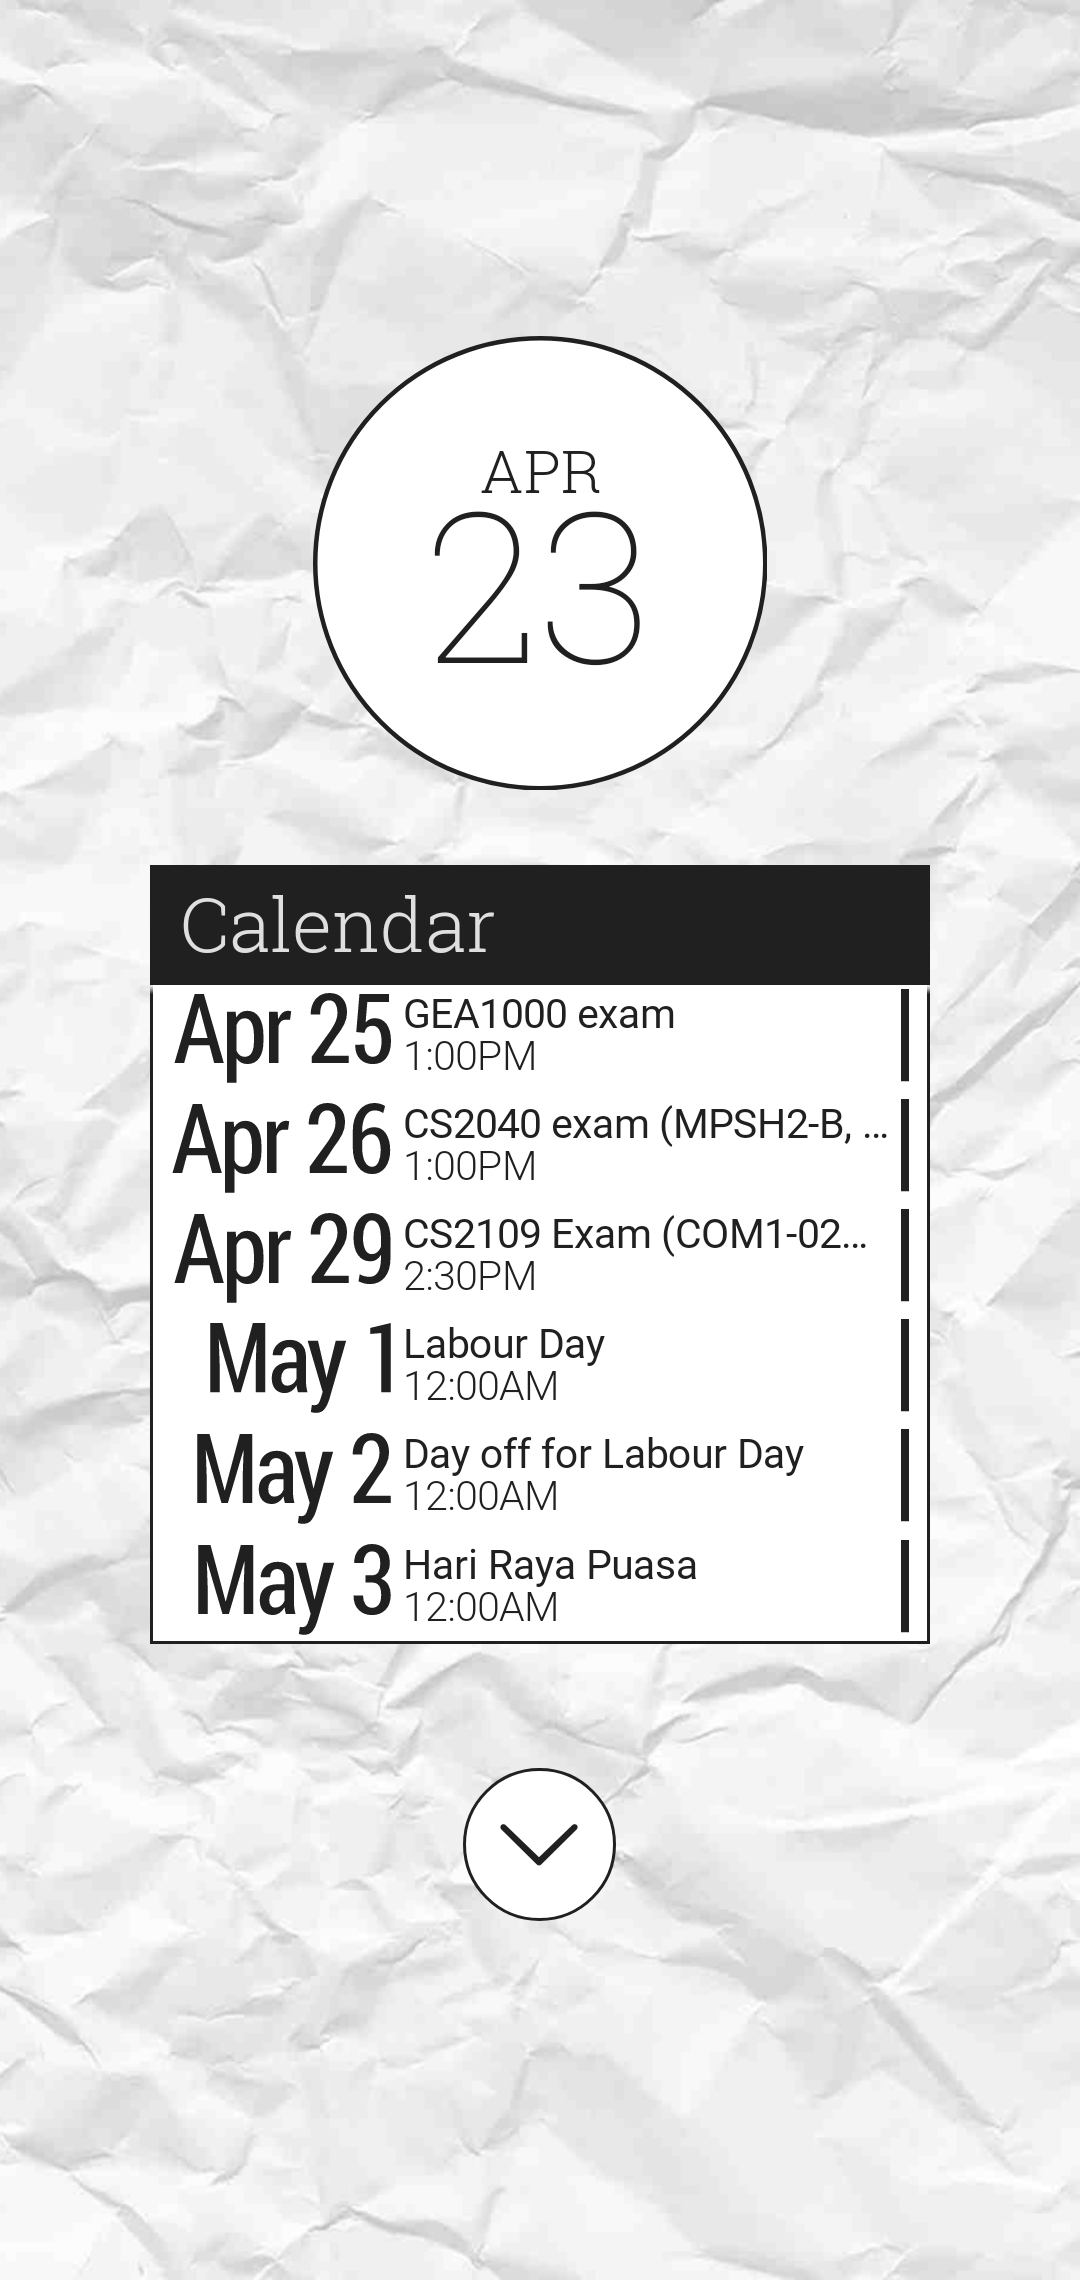 APR
23
Calendar
Apr 25 GEA1000 exam
1:00PM
Apr 26 CS2040 exam (MPSH2-B, ...
1:00PM
Apr 29 CS2109 Exam (COM1-02...
2:30PM
May 1 Labour Day
12:00AM
May 2 Day off for Labour Day
12:00AM
May 3 Hari Raya Puasa
12:00AM